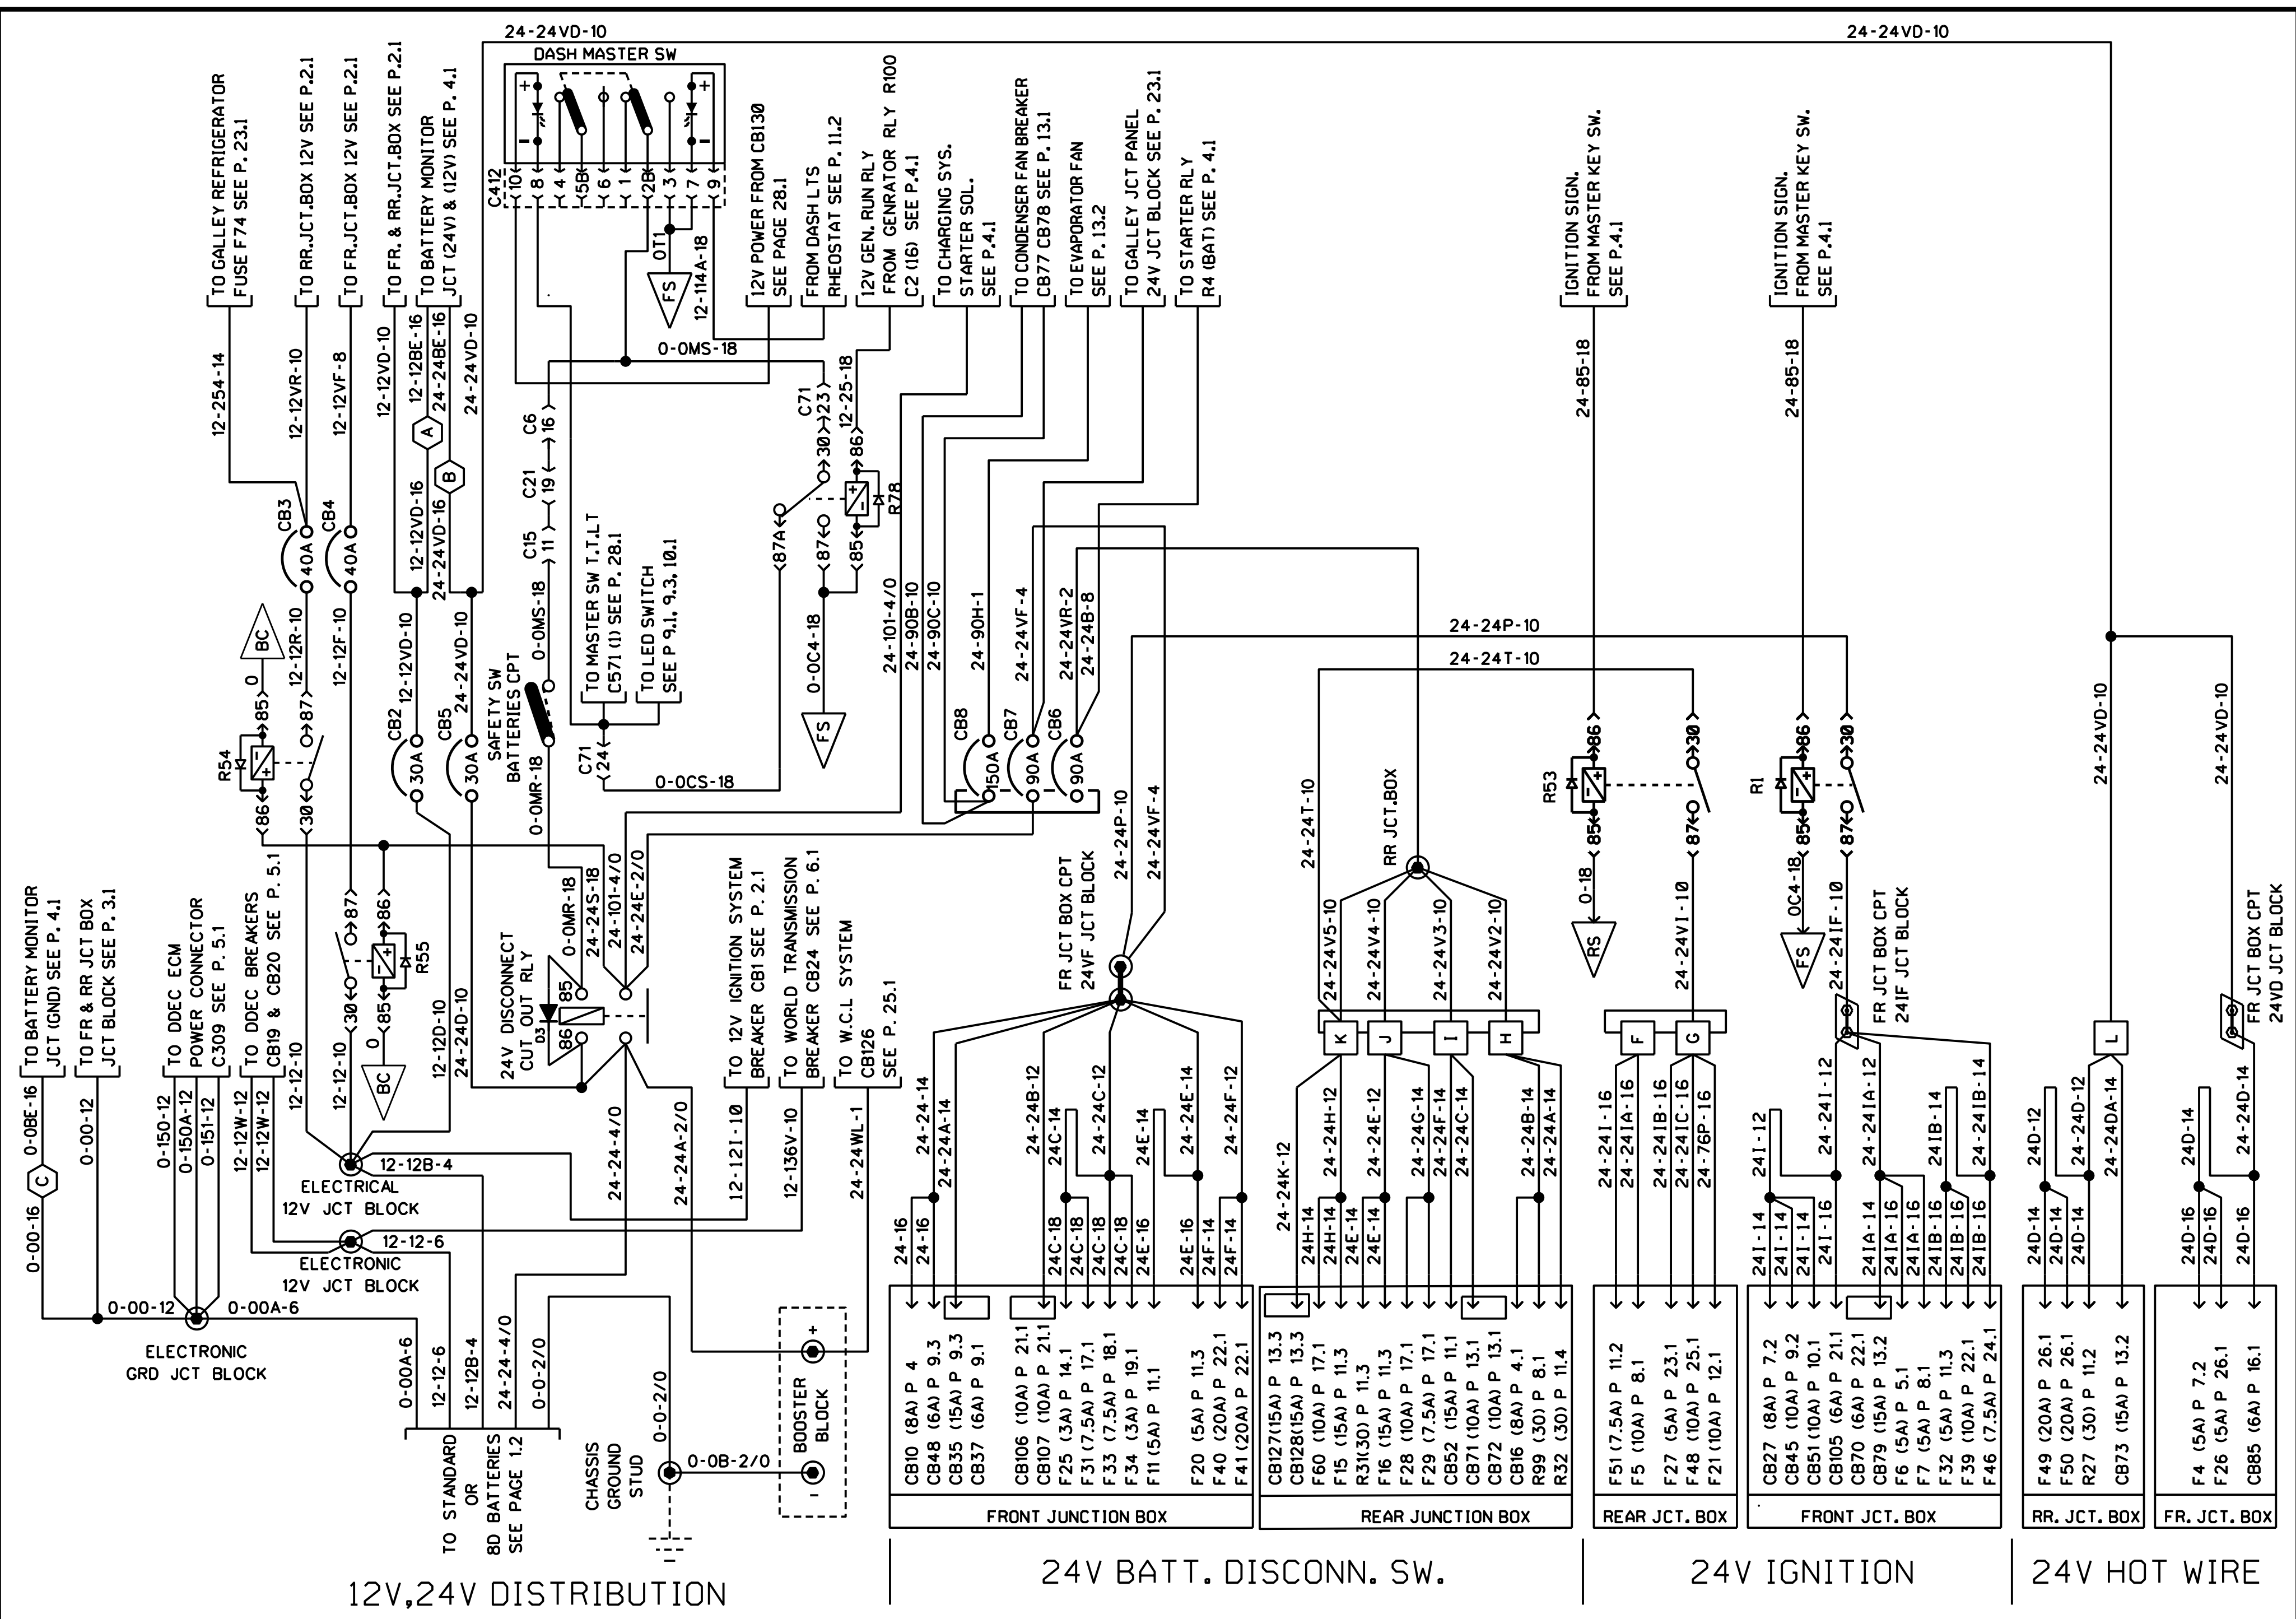 24-24VD-10
24-24VD-10
DASH MASTER SW
TO GALLEY REFRIGERATOR
FUSE F74 SEE P. 23.1
TO RR.JCT.BOX 12V SEE P.2.1
TO FR.JCT.BOX 12V SEE P.2.1
TO FR. & RR.JCT.BOX SEE P.2.1
TO BATTERY MONITOR
JCT (24V) & (12V) SEE P. 4.1
C412
10
8
4
5B
6
1
2B
3
7
9
+
-
+
-
0T1
FS
12-114A-18
12V POWER FROM CB130
SEE PAGE 28.1
FROM DASH LTS
RHEOSTAT SEE P. 11.2
12V GEN. RUN RLY
FROM GENRATOR RLY R100
C2 (16) SEE P.4.1
TO CHARGING SYS.
STARTER SOL.
SEE P.4.1
TO CONDENSER FAN BREAKER
CB77 CB78 SEE P. 13.1
TO EVAPORATOR FAN
SEE P. 13.2
TO GALLEY JCT PANEL
24V JCT BLOCK SEE P. 23.1
TO STARTER RLY
R4 (BAT) SEE P. 4.1
IGNITION SIGN.
FROM MASTER KEY SW.
SEE P.4.1
IGNITION SIGN.
FROM MASTER KEY SW.
SEE P.4.1
12-254-14
12-12VR-10
12-12VF-8
12-12VD-10
12-12BE-16
24-24BE-16
24-24VD-10
A
B
0-0MS-18
C6
16
C21
19
C15
11
0-0MS-18
C71
23
12-25-18
30
86
R78
87A
87
85
24-85-18
24-85-18
CB3
40A
CB4
40A
12-12VD-16
24-24VD-16
BC
0
12-12R-10
12-12F-10
12-12VD-10
24-24VD-10
85
87
R54
86
30
CB2
30A
CB5
30A
SAFETY SW
BATTERIES CPT
0-0MR-18
TO MASTER SW T.T.LT
C571 (1) SEE P. 28.1
TO LED SWITCH
SEE P 9.1, 9.3, 10.1
C71
24
0-0CS-18
0-0C4-18
FS
24-101-4/0
24-90B-10
24-90C-10
24-90H-1
24-24VF-4
24-24VR-2
24-24B-8
CB8
150A
CB7
90A
CB6
90A
24-24P-10
24-24T-10
24-24P-10
24-24VF-4
24-24T-10
RR JCT.BOX
R53
86
30
85
87
R1
86
30
85
87
24-24VD-10
24-24VD-10
TO BATTERY MONITOR
JCT (GND) SEE P. 4.1
TO FR & RR JCT BOX
JCT BLOCK SEE P. 3.1
TO DDEC ECM
POWER CONNECTOR
C309 SEE P. 5.1
TO DDEC BREAKERS
CB19 & CB20 SEE P. 5.1
87
86
R55
30
85
0
BC
12-12D-10
24-24D-10
24V DISCONNECT
CUT OUT RLY
D3
86
85
0-0MR-18
24-24S-18
24-101-4/0
24-24E-2/0
TO 12V IGNITION SYSTEM
BREAKER CB1 SEE P. 2.1
TO WORLD TRANSMISSION
BREAKER CB24 SEE P. 6.1
TO W.C.L SYSTEM
CB126
SEE P. 25.1
FR JCT BOX CPT
24VF JCT BLOCK
24-24V5-10
24-24V4-10
24-24V3-10
24-24V2-10
K
J
I
H
0-18
RS
24-24VI-10
F
G
0C4-18
FS
24-24IF-10
FR JCT BOX CPT
24IF JCT BLOCK
L
FR JCT BOX CPT
24VD JCT BLOCK
0-0BE-16
0-00-12
0-150-12
0-150A-12
0-151-12
12-12W-12
12-12W-12
12-12-10
12-12-10
C
0-00-16
12-12B-4
ELECTRICAL
12V JCT BLOCK
12-12-6
ELECTRONIC
12V JCT BLOCK
0-00-12
0-00A-6
ELECTRONIC
GRD JCT BLOCK
24-24-4/0
24-24A-2/0
12-12I-10
12-136V-10
24-24WL-1
24-24-14
24-24A-14
24-24B-12
24C-14
24-24C-12
24E-14
24-24E-14
24-24F-12
24-24K-12
24-24H-12
24-24E-12
24-24G-14
24-24F-14
24-24C-14
24-24B-14
24-24A-14
24-24I-16
24-24IA-16
24-24IB-16
24-24IC-16
24-76P-16
24I-12
24-24I-12
24-24IA-12
24IB-14
24-24IB-14
24D-12
24-24D-12
24-24DA-14
24D-14
24-24D-14
24-16
24-16
24C-18
24C-18
24C-18
24C-18
24E-16
24E-16
24F-14
24F-14
24H-14
24H-14
24E-14
24E-14
24I-14
24I-14
24I-14
24I-16
24IA-14
24IA-16
24IA-16
24IB-16
24IB-16
24IB-16
24D-14
24D-14
24D-14
24D-16
24D-16
24D-16
0-00A-6
12-12-6
12-12B-4
24-24-4/0
0-0-2/0
TO STANDARD
OR
8D BATTERIES
SEE PAGE 1.2
CHASSIS
GROUND
STUD
0-0-2/0
0-0B-2/0
+
BOOSTER
BLOCK
-
CB10 (8A) P 4
CB48 (6A) P 9.3
CB35 (15A) P 9.3
CB37 (6A) P 9.1
CB106 (10A) P 21.1
CB107 (10A) P 21.1
F25 (3A) P 14.1
F31 (7.5A) P 17.1
F33 (7.5A) P 18.1
F34 (3A) P 19.1
F11 (5A) P 11.1
F20 (5A) P 11.3
F40 (20A) P 22.1
F41 (20A) P 22.1
FRONT JUNCTION BOX
CB127(15A) P 13.3
CB128(15A) P 13.3
F60 (10A) P 17.1
F15 (15A) P 11.3
R31(30) P 11.3
F16 (15A) P 11.3
F28 (10A) P 17.1
F29 (7.5A) P 17.1
CB52 (15A) P 11.1
CB71 (10A) P 13.1
CB72 (10A) P 13.1
CB16 (8A) P 4.1
R99 (30) P 8.1
R32 (30) P 11.4
REAR JUNCTION BOX
F51 (7.5A) P 11.2
F5 (10A) P 8.1
F27 (5A) P 23.1
F48 (10A) P 25.1
F21 (10A) P 12.1
REAR JCT. BOX
CB27 (8A) P 7.2
CB45 (10A) P 9.2
CB51 (10A) P 10.1
CB105 (6A) P 21.1
CB70 (6A) P 22.1
CB79 (15A) P 13.2
F6 (5A) P 5.1
F7 (5A) P 8.1
F32 (5A) P 11.3
F39 (10A) P 22.1
F46 (7.5A) P 24.1
FRONT JCT. BOX
F49 (20A) P 26.1
F50 (20A) P 26.1
R27 (30) P 11.2
CB73 (15A) P 13.2
RR. JCT. BOX
F4 (5A) P 7.2
F26 (5A) P 26.1
CB85 (6A) P 16.1
FR. JCT. BOX
12V,24V DISTRIBUTION
24V BATT. DISCONN. SW.
24V IGNITION
24V HOT WIRE